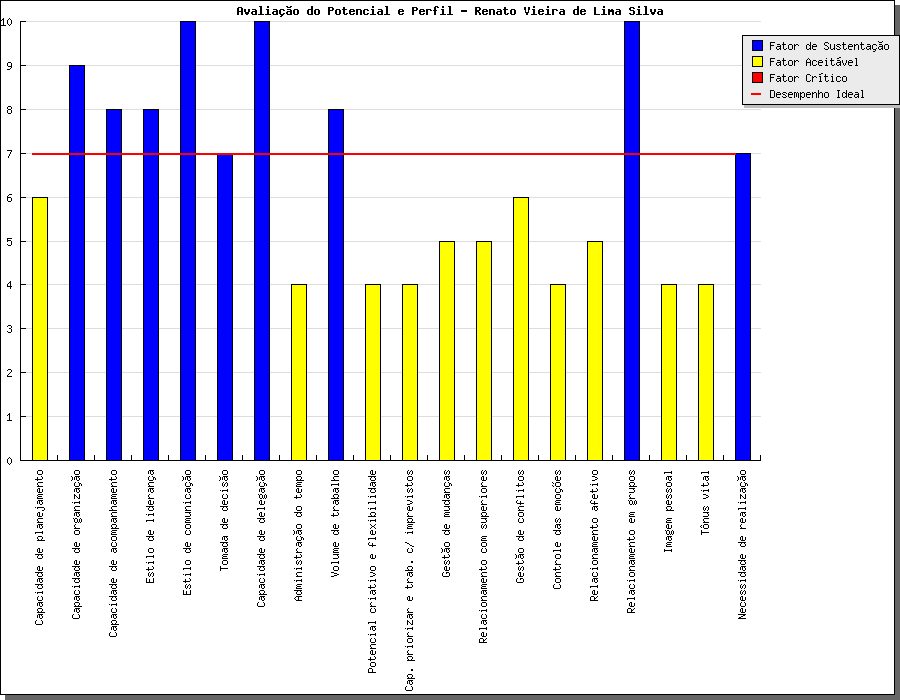 Avaliação do Potencial e Perfil - Renato Vieira de Lima Silva
Fator de Sustentação
Fator Aceitável
Fator Crítico
Desempenho Ideal
10
9
8
7
6
5
4
3
2
1
0
Capacidade de planejamento
Capacidade de organização
Capacidade de acompanhamento
Estilo de liderança
Estilo de comunicação
Tomada de decisão
Capacidade de delegação
Administração do tempo
Volume de trabalho
Potencial criativo e flexibilidade
Cap. priorizar e trab. c/ imprevistos
Gestão de mudanças
Relacionamento com superiores
Gestão de conflitos
Controle das emoções
Relacionamento afetivo
Relacionamento em grupos
Imagem pessoal
Tônus vital
Necessidade de realização